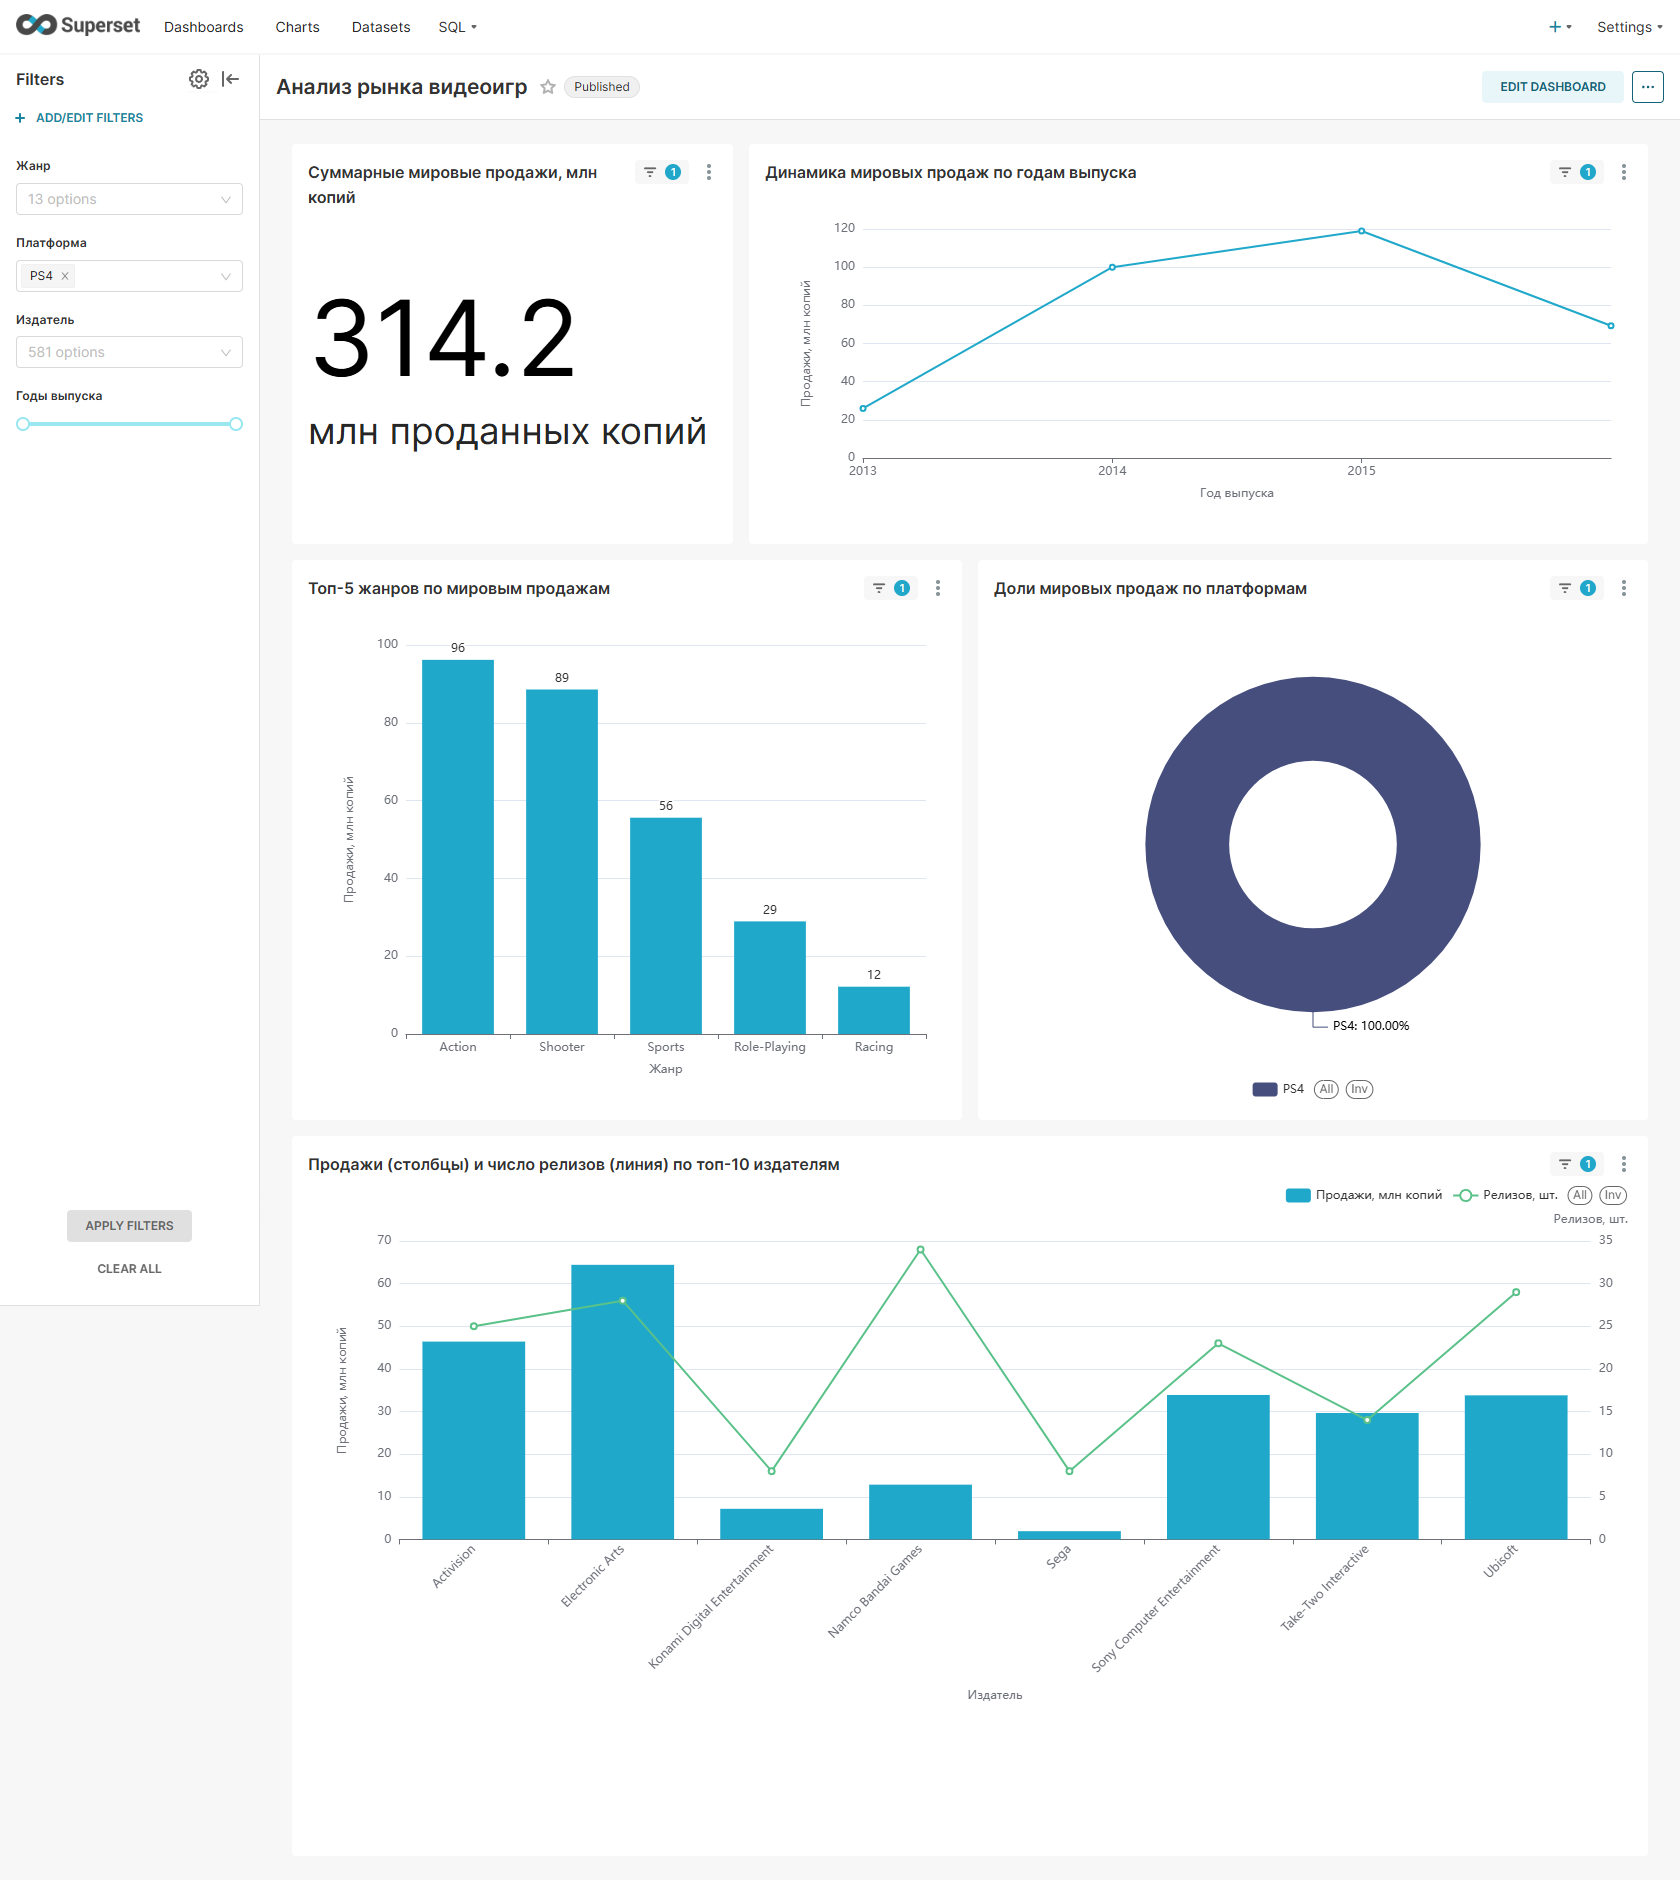 Superset
Dashboards
Charts
Datasets
SQL
Settings
Filters
ADD/EDIT FILTERS
Жанр
13 options
Платформа
PS4
Издатель
581 options
Годы выпуска
APPLY FILTERS
CLEAR ALL
Анализ рынка видеоигр
Published
EDIT DASHBOARD
Суммарные мировые продажи, млн
копий
1
314.2
млн проданных копий
Динамика мировых продаж по годам выпуска
1
Продажи, млн копий
120
100
80
60
40
20
0
2013
2014
2015
Год выпуска
Топ-5 жанров по мировым продажам
1
Продажи, млн копий
100
80
60
40
20
0
96
89
56
29
12
Action
Shooter
Sports
Role-Playing
Racing
Жанр
Доли мировых продаж по платформам
1
PS4: 100.00%
PS4
All
Inv
Продажи (столбцы) и число релизов (линия) по топ-10 издателям
1
Продажи, млн копий
Релизов, шт.
All
Inv
Релизов, шт.
Продажи, млн копий
70
60
50
40
30
20
10
0
35
30
25
20
15
10
5
0
Activision
Electronic Arts
Konami Digital Entertainment
Namco Bandai Games
Sega
Sony Computer Entertainment
Take-Two Interactive
Ubisoft
Издатель